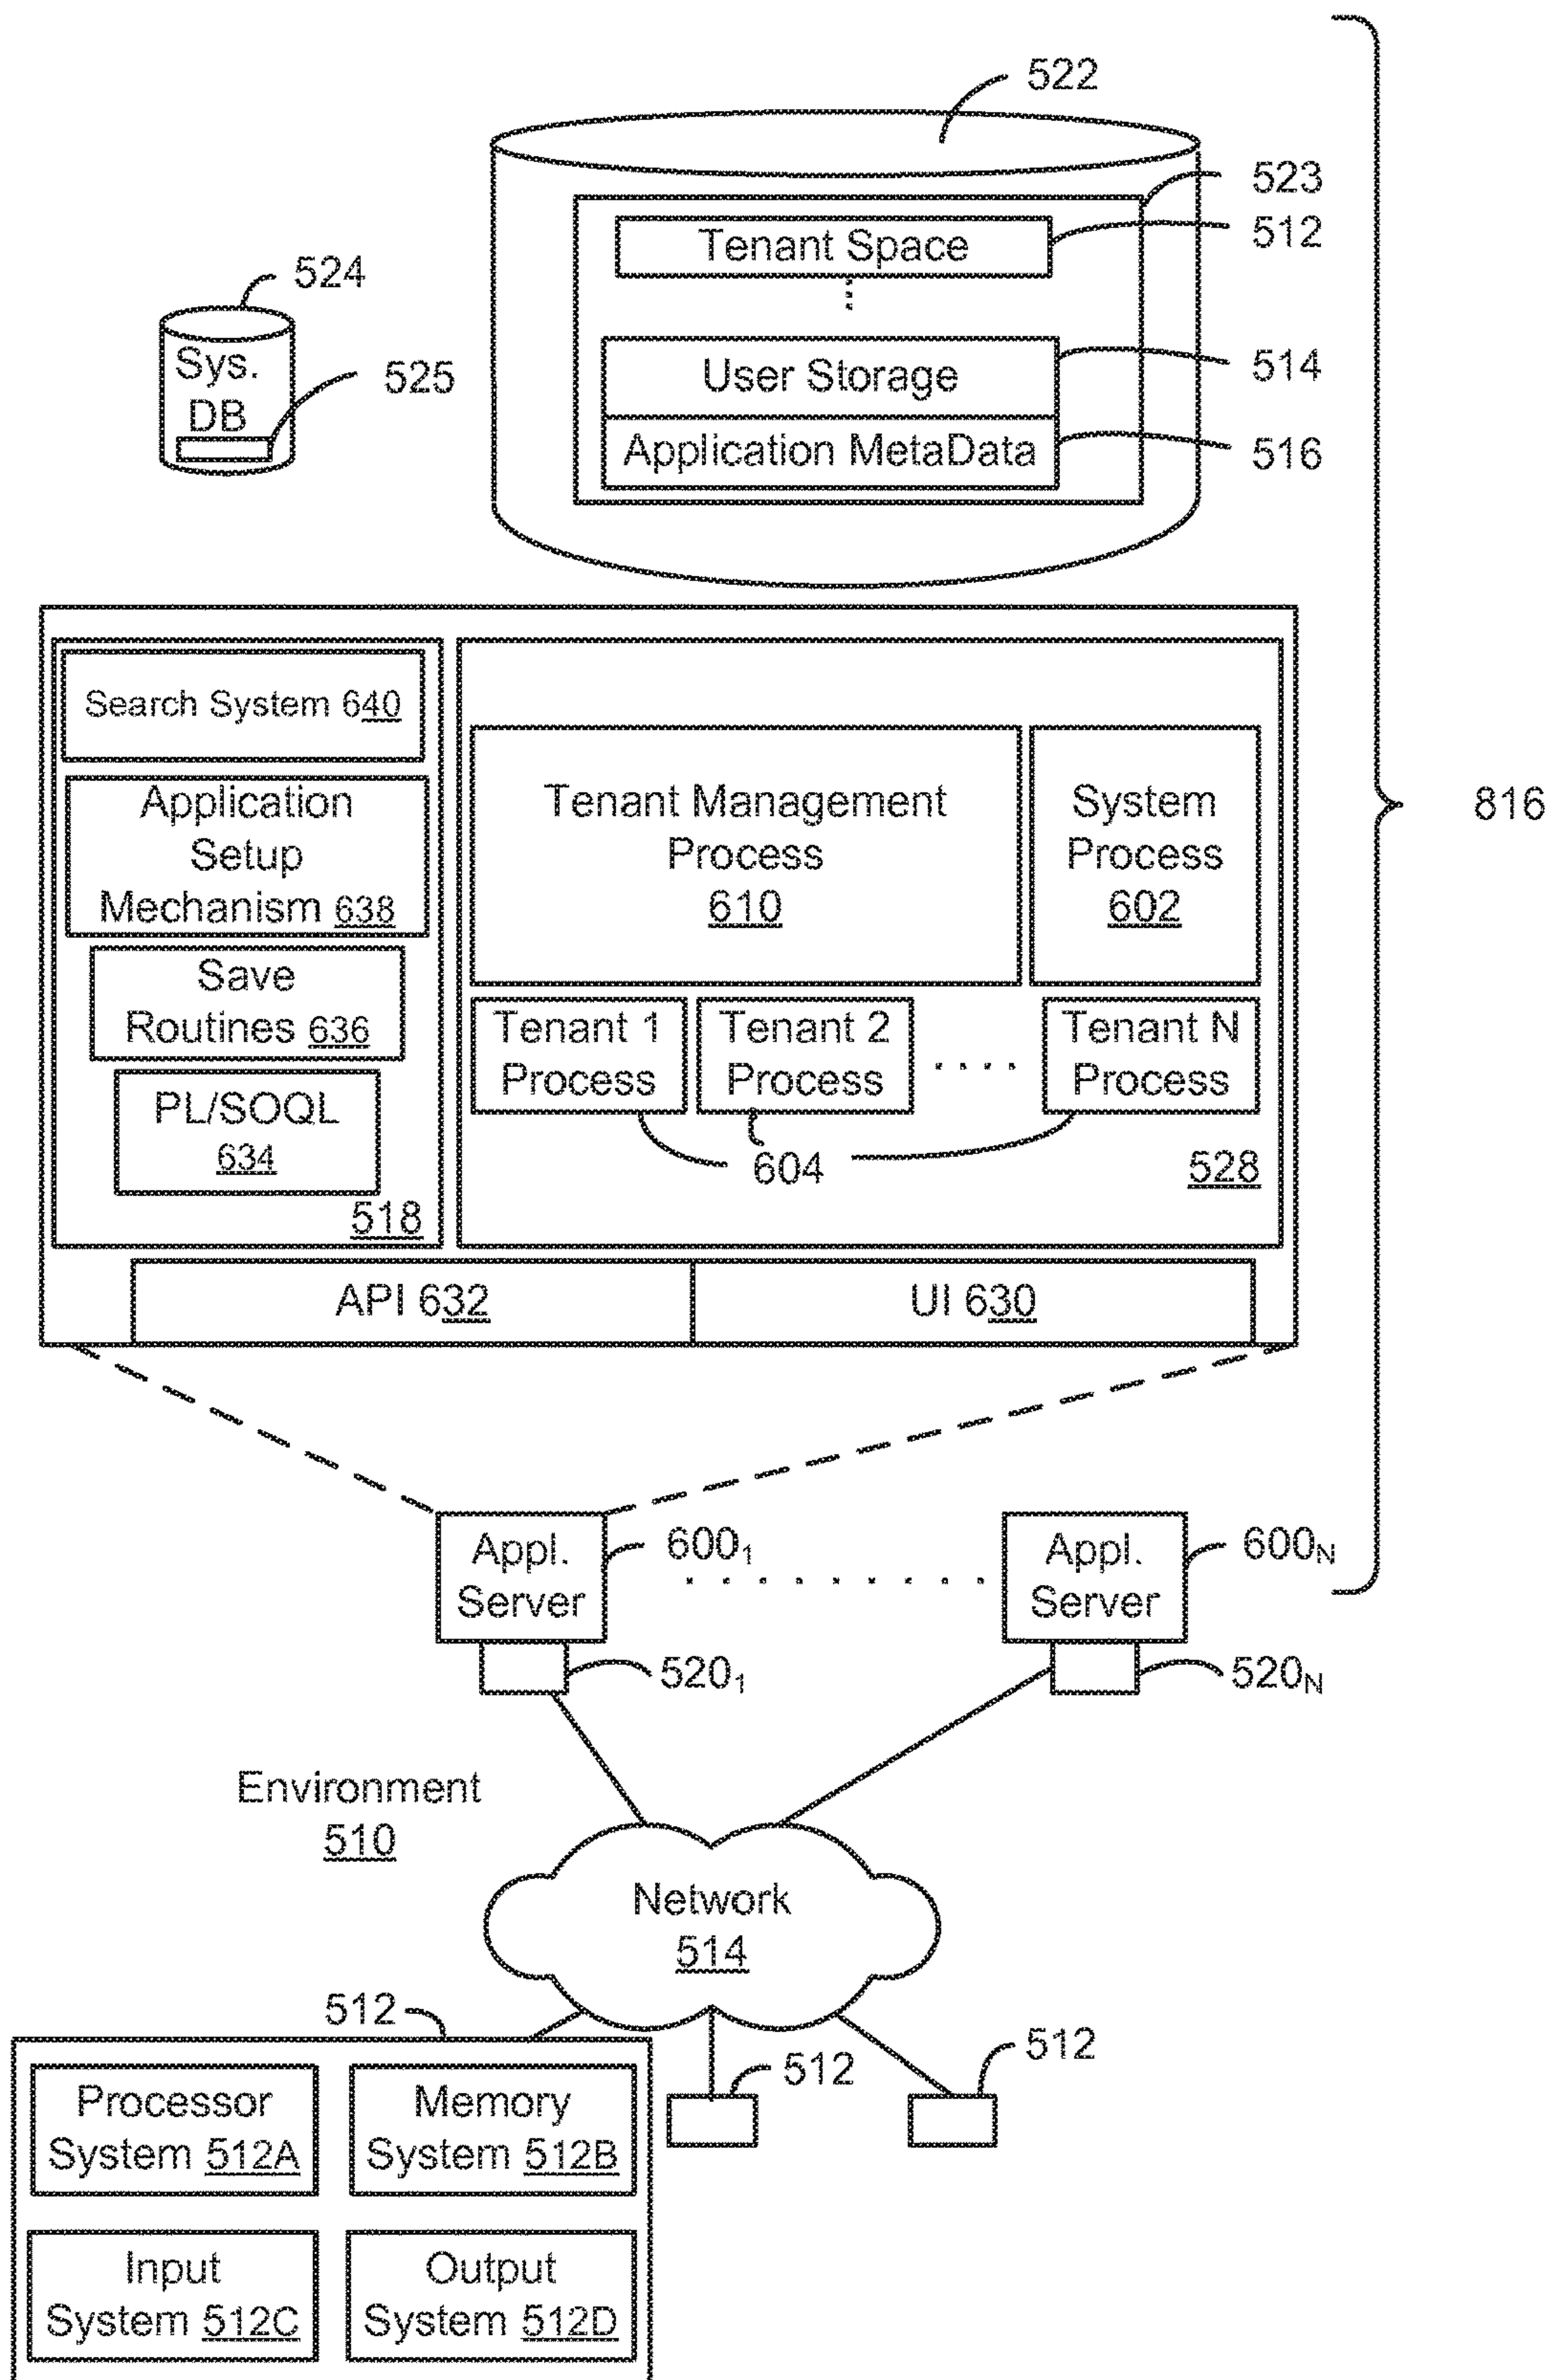 522
523
Tenant Space
512
524
Sys.
DB
525
User Storage
514
Application MetaData
516
Search System 640
Application
Setup
Mechanism 638
Save
Routines 636
PL/SOQL
634
518
Tenant Management
Process
610
System
Process
602
Tenant 1
Process
Tenant 2
Process
Tenant N
Process
604
528
816
API 632
UI 630
Appl.
Server
600₁
Appl.
Server
600N
520₁
520N
Environment
510
Network
514
512
512
512
Processor
System 512A
Memory
System 512B
Input
System 512C
Output
System 512D